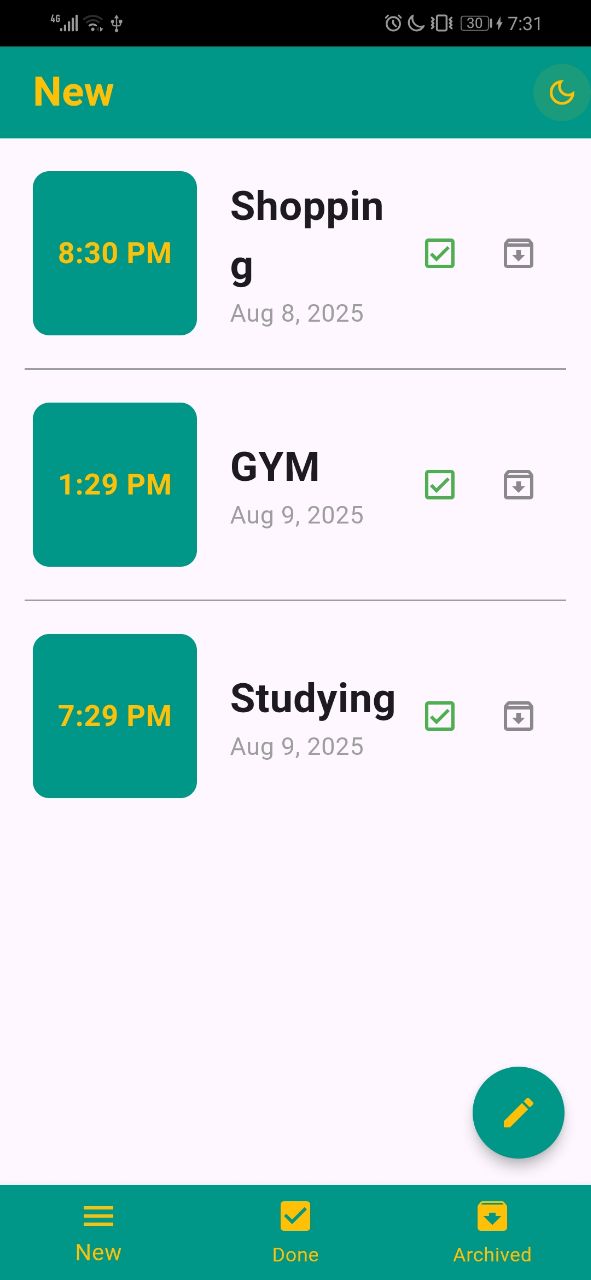 4G 30 7:31
New
8:30 PM
Shoppin
g
Aug 8, 2025
1:29 PM
GYM
Aug 9, 2025
7:29 PM
Studying
Aug 9, 2025
New Done Archived